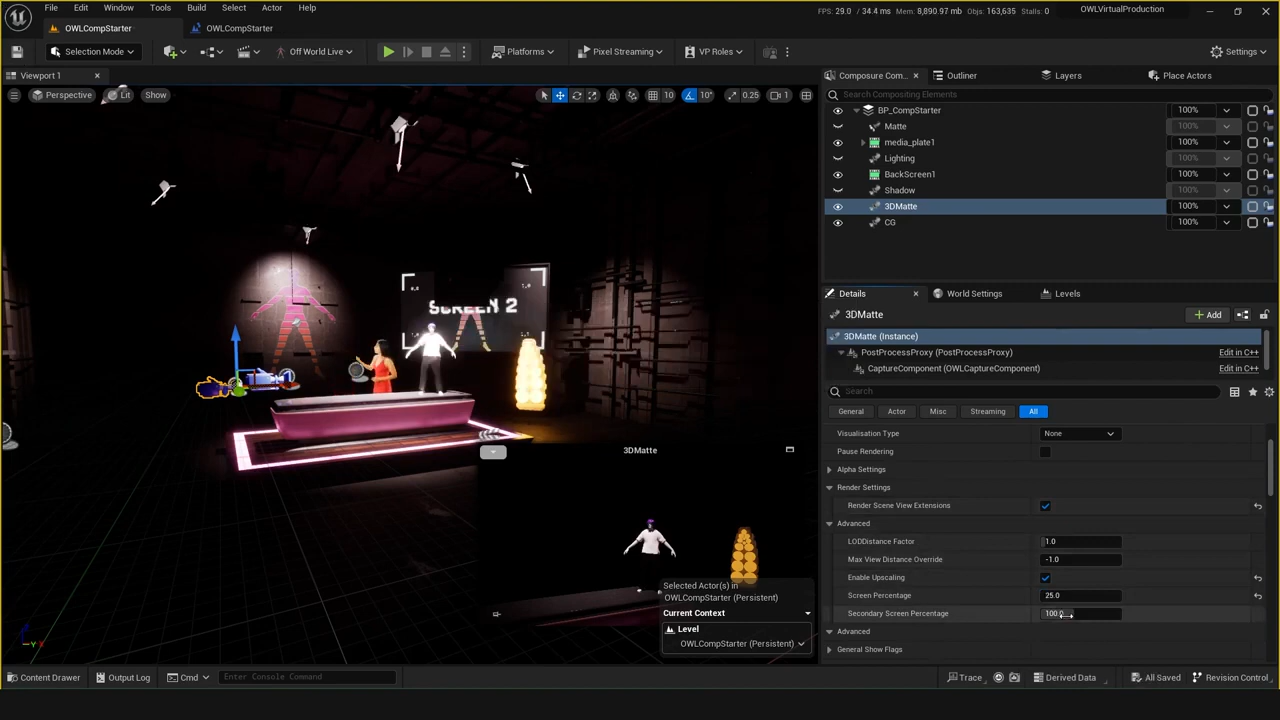 File Edit Window Tools Build Select Actor Help
FPS: 29.0 / 34.4 ms Mem: 8,890.97 mb Objs: 163,635 Stalls: 0
OWLVirtualProduction
OWLCompStarter
OWLCompStarter
Selection Mode
Off World Live
Platforms
Pixel Streaming
VP Roles
Settings
Viewport 1
Perspective
Lit
Show
10
10°
0.25
1
SCREEN 2
3DMatte
Selected Actor(s) in
OWLCompStarter (Persistent)
Current Context
Level
OWLCompStarter (Persistent)
Composure Com...
Outliner
Layers
Place Actors
Search Compositing Elements
BP_CompStarter 100%
Matte 100%
media_plate1 100%
Lighting 100%
BackScreen1 100%
Shadow 100%
3DMatte 100%
CG 100%
Details
World Settings
Levels
3DMatte
Add
3DMatte (Instance)
PostProcessProxy (PostProcessProxy) Edit in C++
CaptureComponent (OWLCaptureComponent) Edit in C++
Search
General Actor Misc Streaming All
Visualisation Type None
Pause Rendering
Alpha Settings
Render Settings
Render Scene View Extensions
Advanced
LODDistance Factor 1.0
Max View Distance Override -1.0
Enable Upscaling
Screen Percentage 25.0
Secondary Screen Percentage 100.0
Advanced
General Show Flags
Content Drawer
Output Log
Cmd
Enter Console Command
Trace
Derived Data
All Saved
Revision Control